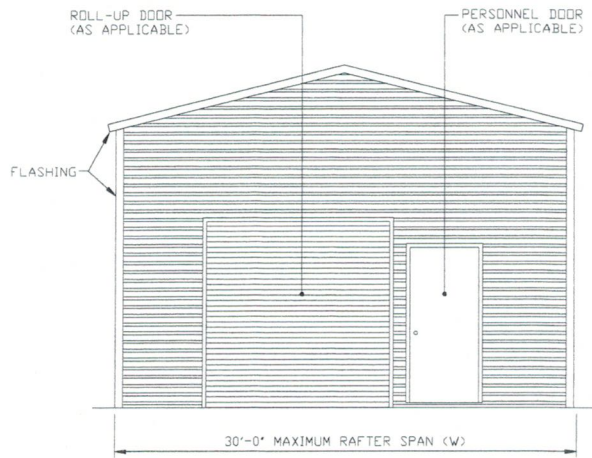 ROLL-UP DOOR
(AS APPLICABLE)
PERSONNEL DOOR
(AS APPLICABLE)
FLASHING
30'-0" MAXIMUM RAFTER SPAN (W)